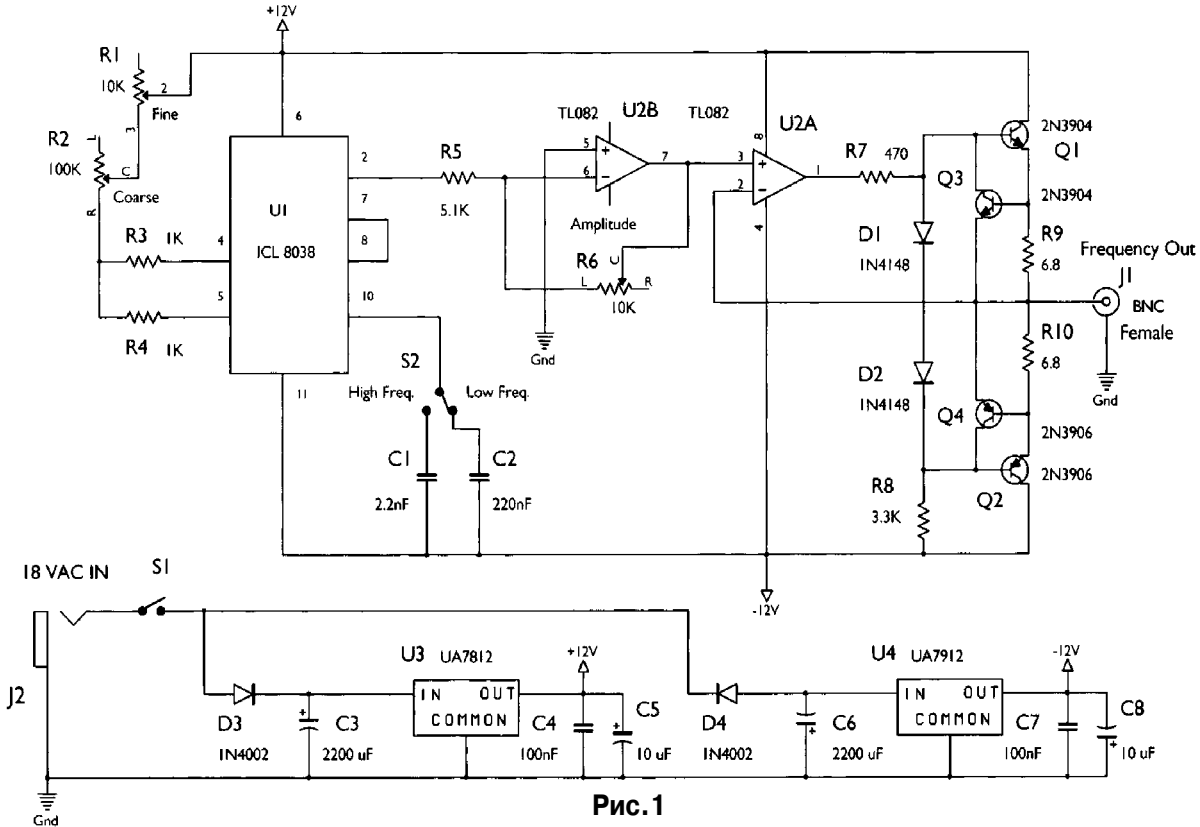 +12V
R1
10K
2
Fine
3
R2
L
100K
C
Coarse
R
R3 1K
4
5
R4 1K
6
U1
ICL 8038
2
7
8
10
11
R5
5.1K
TL082
U2B
5
6
7
Amplitude
R6
C
L
R
10K
Gnd
S2
High Freq.
Low Freq.
C1
2.2nF
C2
220nF
TL082
U2A
8
3
2
1
4
R7 470
D1
1N4148
D2
1N4148
R8
3.3K
-12V
2N3904
Q1
Q3
2N3904
R9
6.8
Frequency Out
J1
BNC
Female
R10
6.8
Gnd
Q4
2N3906
2N3906
Q2
18 VAC IN
S1
J2
Gnd
D3
1N4002
C3
2200 uF
U3 UA7812
IN OUT
COMMON
+12V
C4
100nF
C5
10 uF
D4
1N4002
C6
2200 uF
U4 UA7912
IN OUT
COMMON
-12V
C7
100nF
C8
10 uF
Рис.1